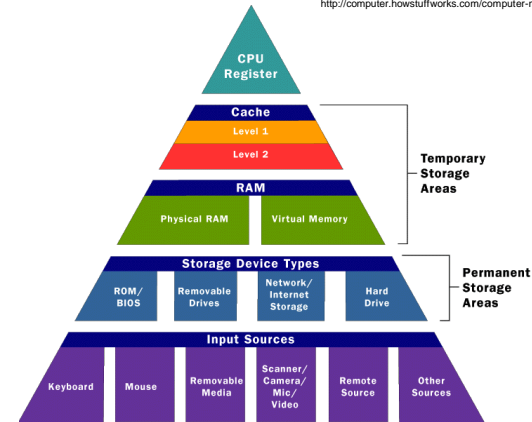 http://computer.howstuffworks.com/computer-
CPU
Register
Cache
Level 1
Level 2
Temporary
Storage
Areas
RAM
Physical RAM
Virtual Memory
Storage Device Types
ROM/
BIOS
Removable
Drives
Network/
Internet
Storage
Hard
Drive
Permanent
Storage
Areas
Input Sources
Keyboard
Mouse
Removable
Media
Scanner/
Camera/
Mic/
Video
Remote
Source
Other
Sources